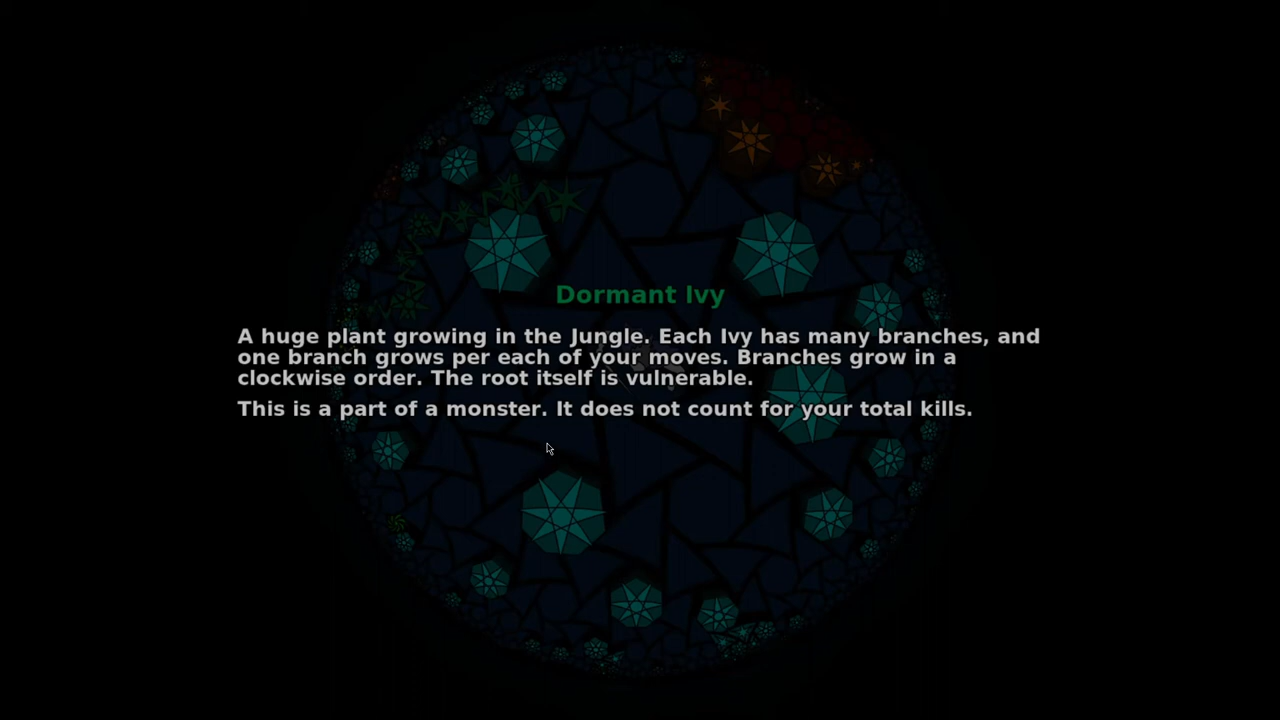 Dormant Ivy
A huge plant growing in the Jungle. Each Ivy has many branches, and
one branch grows per each of your moves. Branches grow in a
clockwise order. The root itself is vulnerable.
This is a part of a monster. It does not count for your total kills.